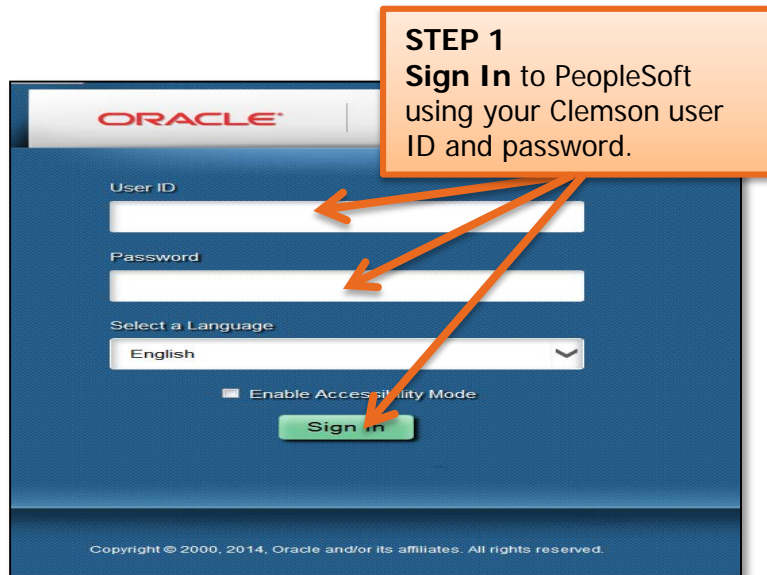 STEP 1
Sign In to PeopleSoft
using your Clemson user
ID and password.
ORACLE®
User ID
Password
Select a Language
English
Enable Accessibility Mode
Sign In
Copyright © 2000, 2014, Oracle and/or its affiliates. All rights reserved.